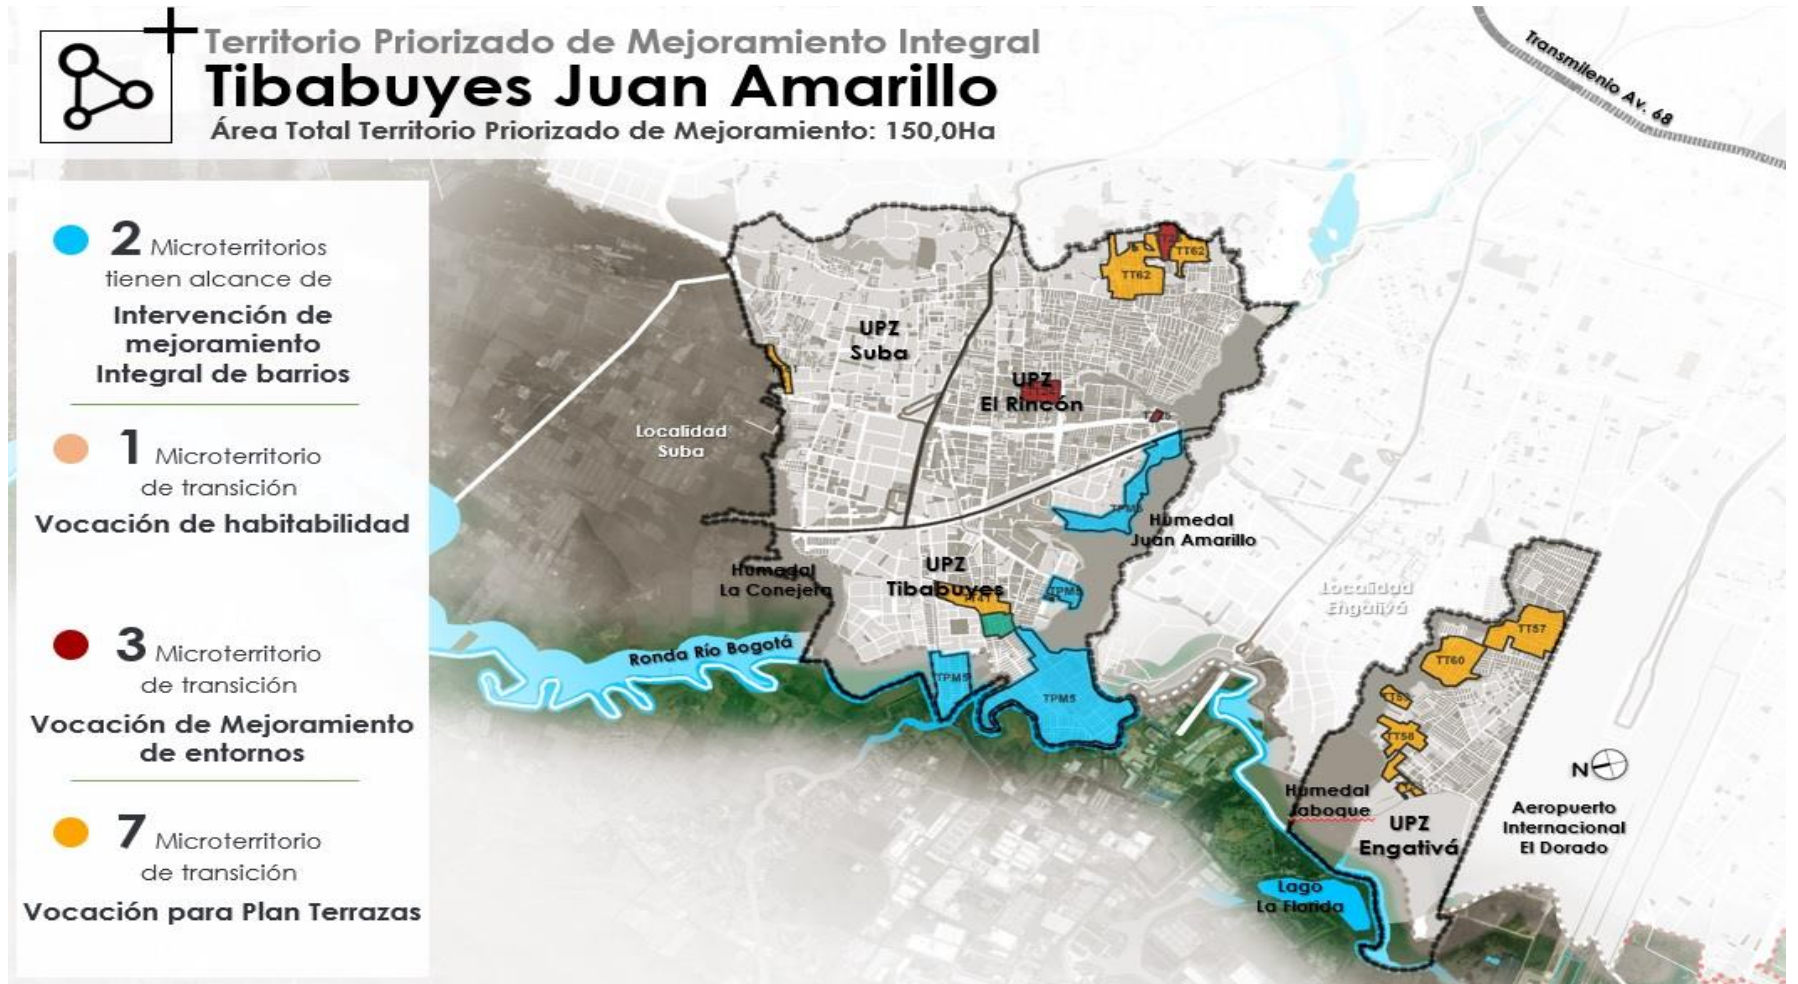 Territorio Priorizado de Mejoramiento Integral
Tibabuyes Juan Amarillo
Área Total Territorio Priorizado de Mejoramiento: 150,0Ha
2 Microterritorios
tienen alcance de
Intervención de
mejoramiento
Integral de barrios
1 Microterritorio
de transición
Vocación de habitabilidad
3 Microterritorio
de transición
Vocación de Mejoramiento
de entornos
7 Microterritorio
de transición
Vocación para Plan Terrazas
Transmilenio Av. 68
TT62
TT62
UPZ
Suba
UPZ
El Rincón
Localidad
Suba
Humedal
Juan Amarillo
UPZ
Tibabuyes
Humedal
La Conejera
TPM5
Ronda Río Bogotá
TPM5
TPM5
Localidad
Engativá
TT57
TT60
TT58
N
Humedal
Jaboque
UPZ
Engativá
Aeropuerto
Internacional
El Dorado
Lago
La Florida